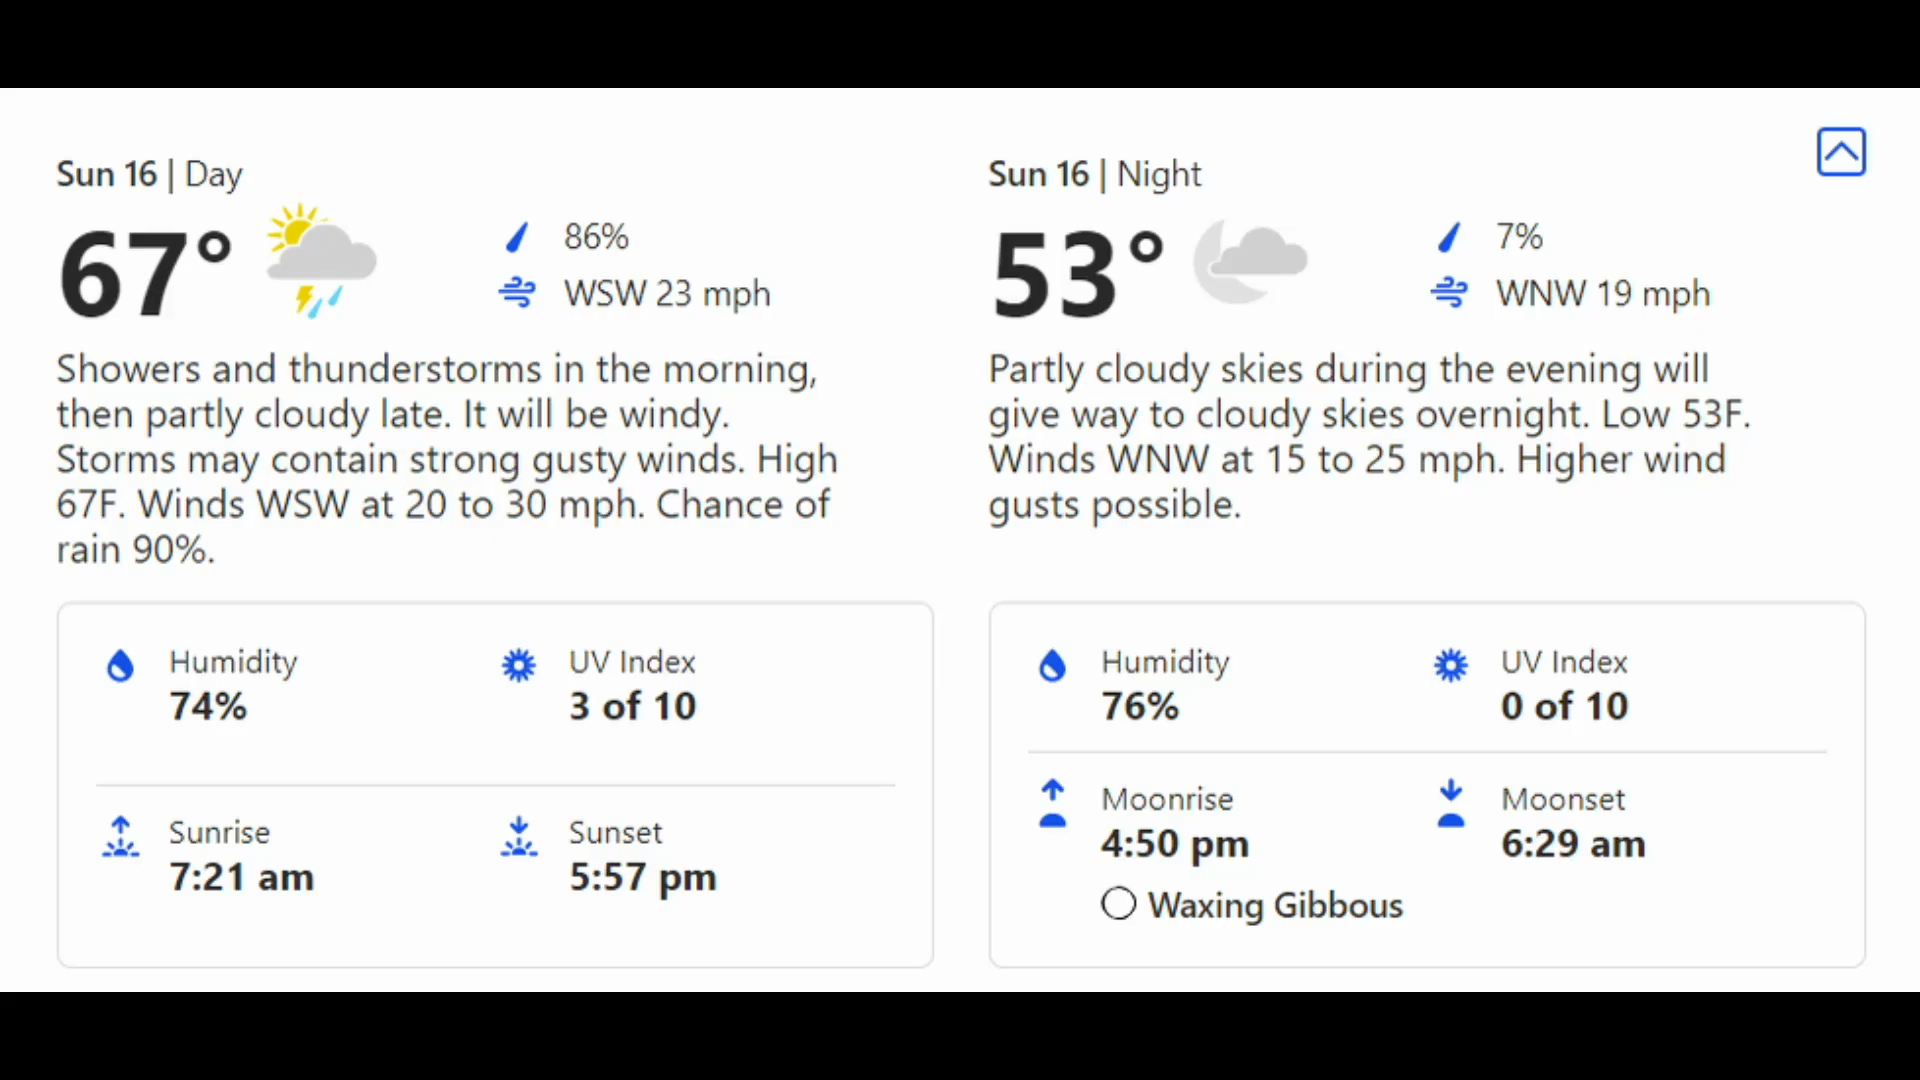 Sun 16 | Day
67°
86%
WSW 23 mph
Showers and thunderstorms in the morning,
then partly cloudy late. It will be windy.
Storms may contain strong gusty winds. High
67F. Winds WSW at 20 to 30 mph. Chance of
rain 90%.
Humidity
74%
UV Index
3 of 10
Sunrise
7:21 am
Sunset
5:57 pm
Sun 16 | Night
53°
7%
WNW 19 mph
Partly cloudy skies during the evening will
give way to cloudy skies overnight. Low 53F.
Winds WNW at 15 to 25 mph. Higher wind
gusts possible.
Humidity
76%
UV Index
0 of 10
Moonrise
4:50 pm
Moonset
6:29 am
Waxing Gibbous